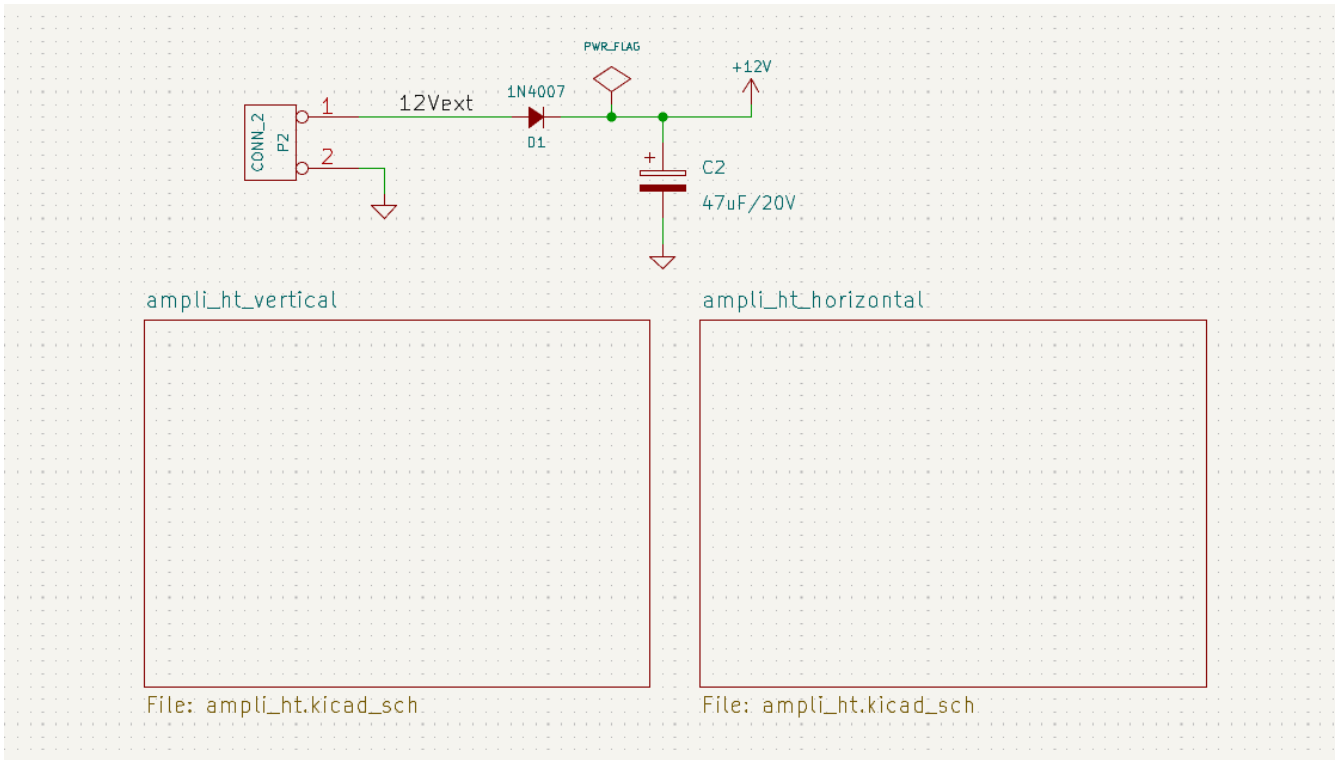 PWR_FLAG
+12V
1N4007
12Vext
1
CONN_2
P2
D1
2
+
C2
47uF/20V
ampli_ht_vertical
ampli_ht_horizontal
File: ampli_ht.kicad_sch
File: ampli_ht.kicad_sch